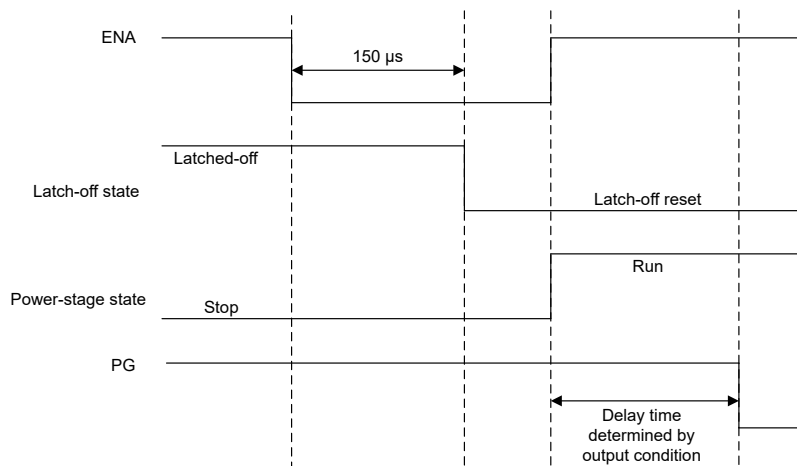 ENA
150 µs
Latched-off
Latch-off state
Latch-off reset
Run
Power-stage state
Stop
PG
Delay time
determined by
output condition